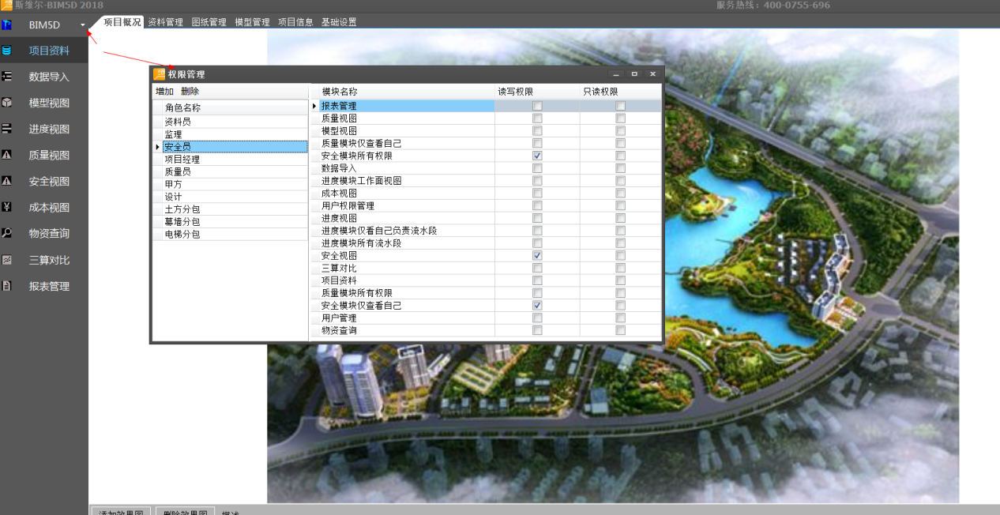 斯维尔-BIM5D 2018
服务热线：400-0755-696
BIM5D
项目概况 资料管理 图纸管理 模型管理 项目信息 基础设置
项目资料
数据导入
模型视图
进度视图
质量视图
安全视图
成本视图
物资查询
三算对比
报表管理
权限管理
增加 删除
角色名称
资料员
监理
安全员
项目经理
质量员
甲方
设计
土方分包
幕墙分包
电梯分包
模块名称 读写权限 只读权限
报表管理
质量视图
模型视图
质量模块仅查看自己
安全模块所有权限
数据导入
进度模块工作面视图
成本视图
用户权限管理
进度视图
进度模块仅看自己负责流水段
进度模块所有流水段
安全视图
三算对比
项目资料
质量模块所有权限
安全模块仅查看自己
用户管理
物资查询
添加效果图 删除效果图 描述